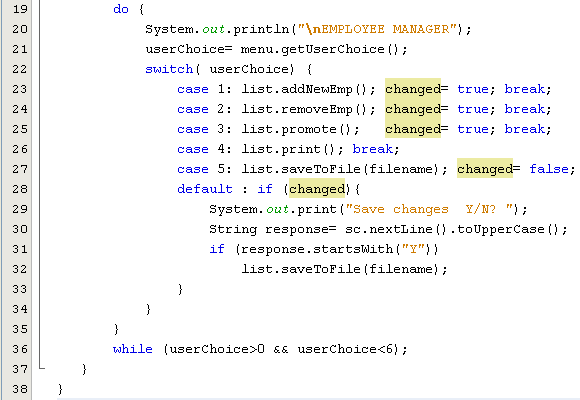 19 do {
20 System.out.println("\nEMPLOYEE MANAGER");
21 userChoice= menu.getUserChoice();
22 switch( userChoice) {
23 case 1: list.addNewEmp(); changed= true; break;
24 case 2: list.removeEmp(); changed= true; break;
25 case 3: list.promote();   changed= true; break;
26 case 4: list.print(); break;
27 case 5: list.saveToFile(filename); changed= false;
28 default : if (changed){
29 System.out.print("Save changes  Y/N? ");
30 String response= sc.nextLine().toUpperCase();
31 if (response.startsWith("Y"))
32 list.saveToFile(filename);
33 }
34 }
35 }
36 while (userChoice>0 && userChoice<6);
37 }
38 }